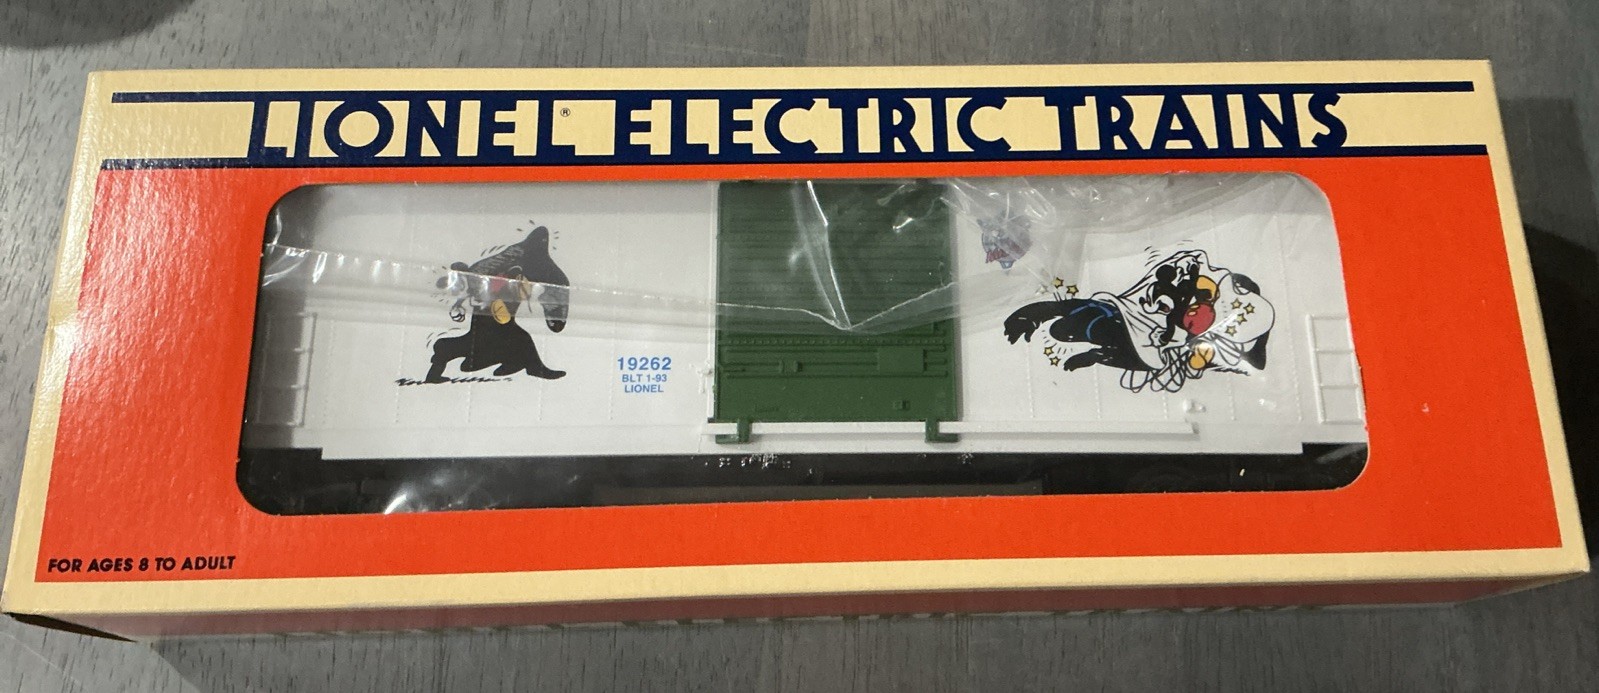 LIONEL® ELECTRIC TRAINS
19262
BLT 1-93
LIONEL
FOR AGES 8 TO ADULT